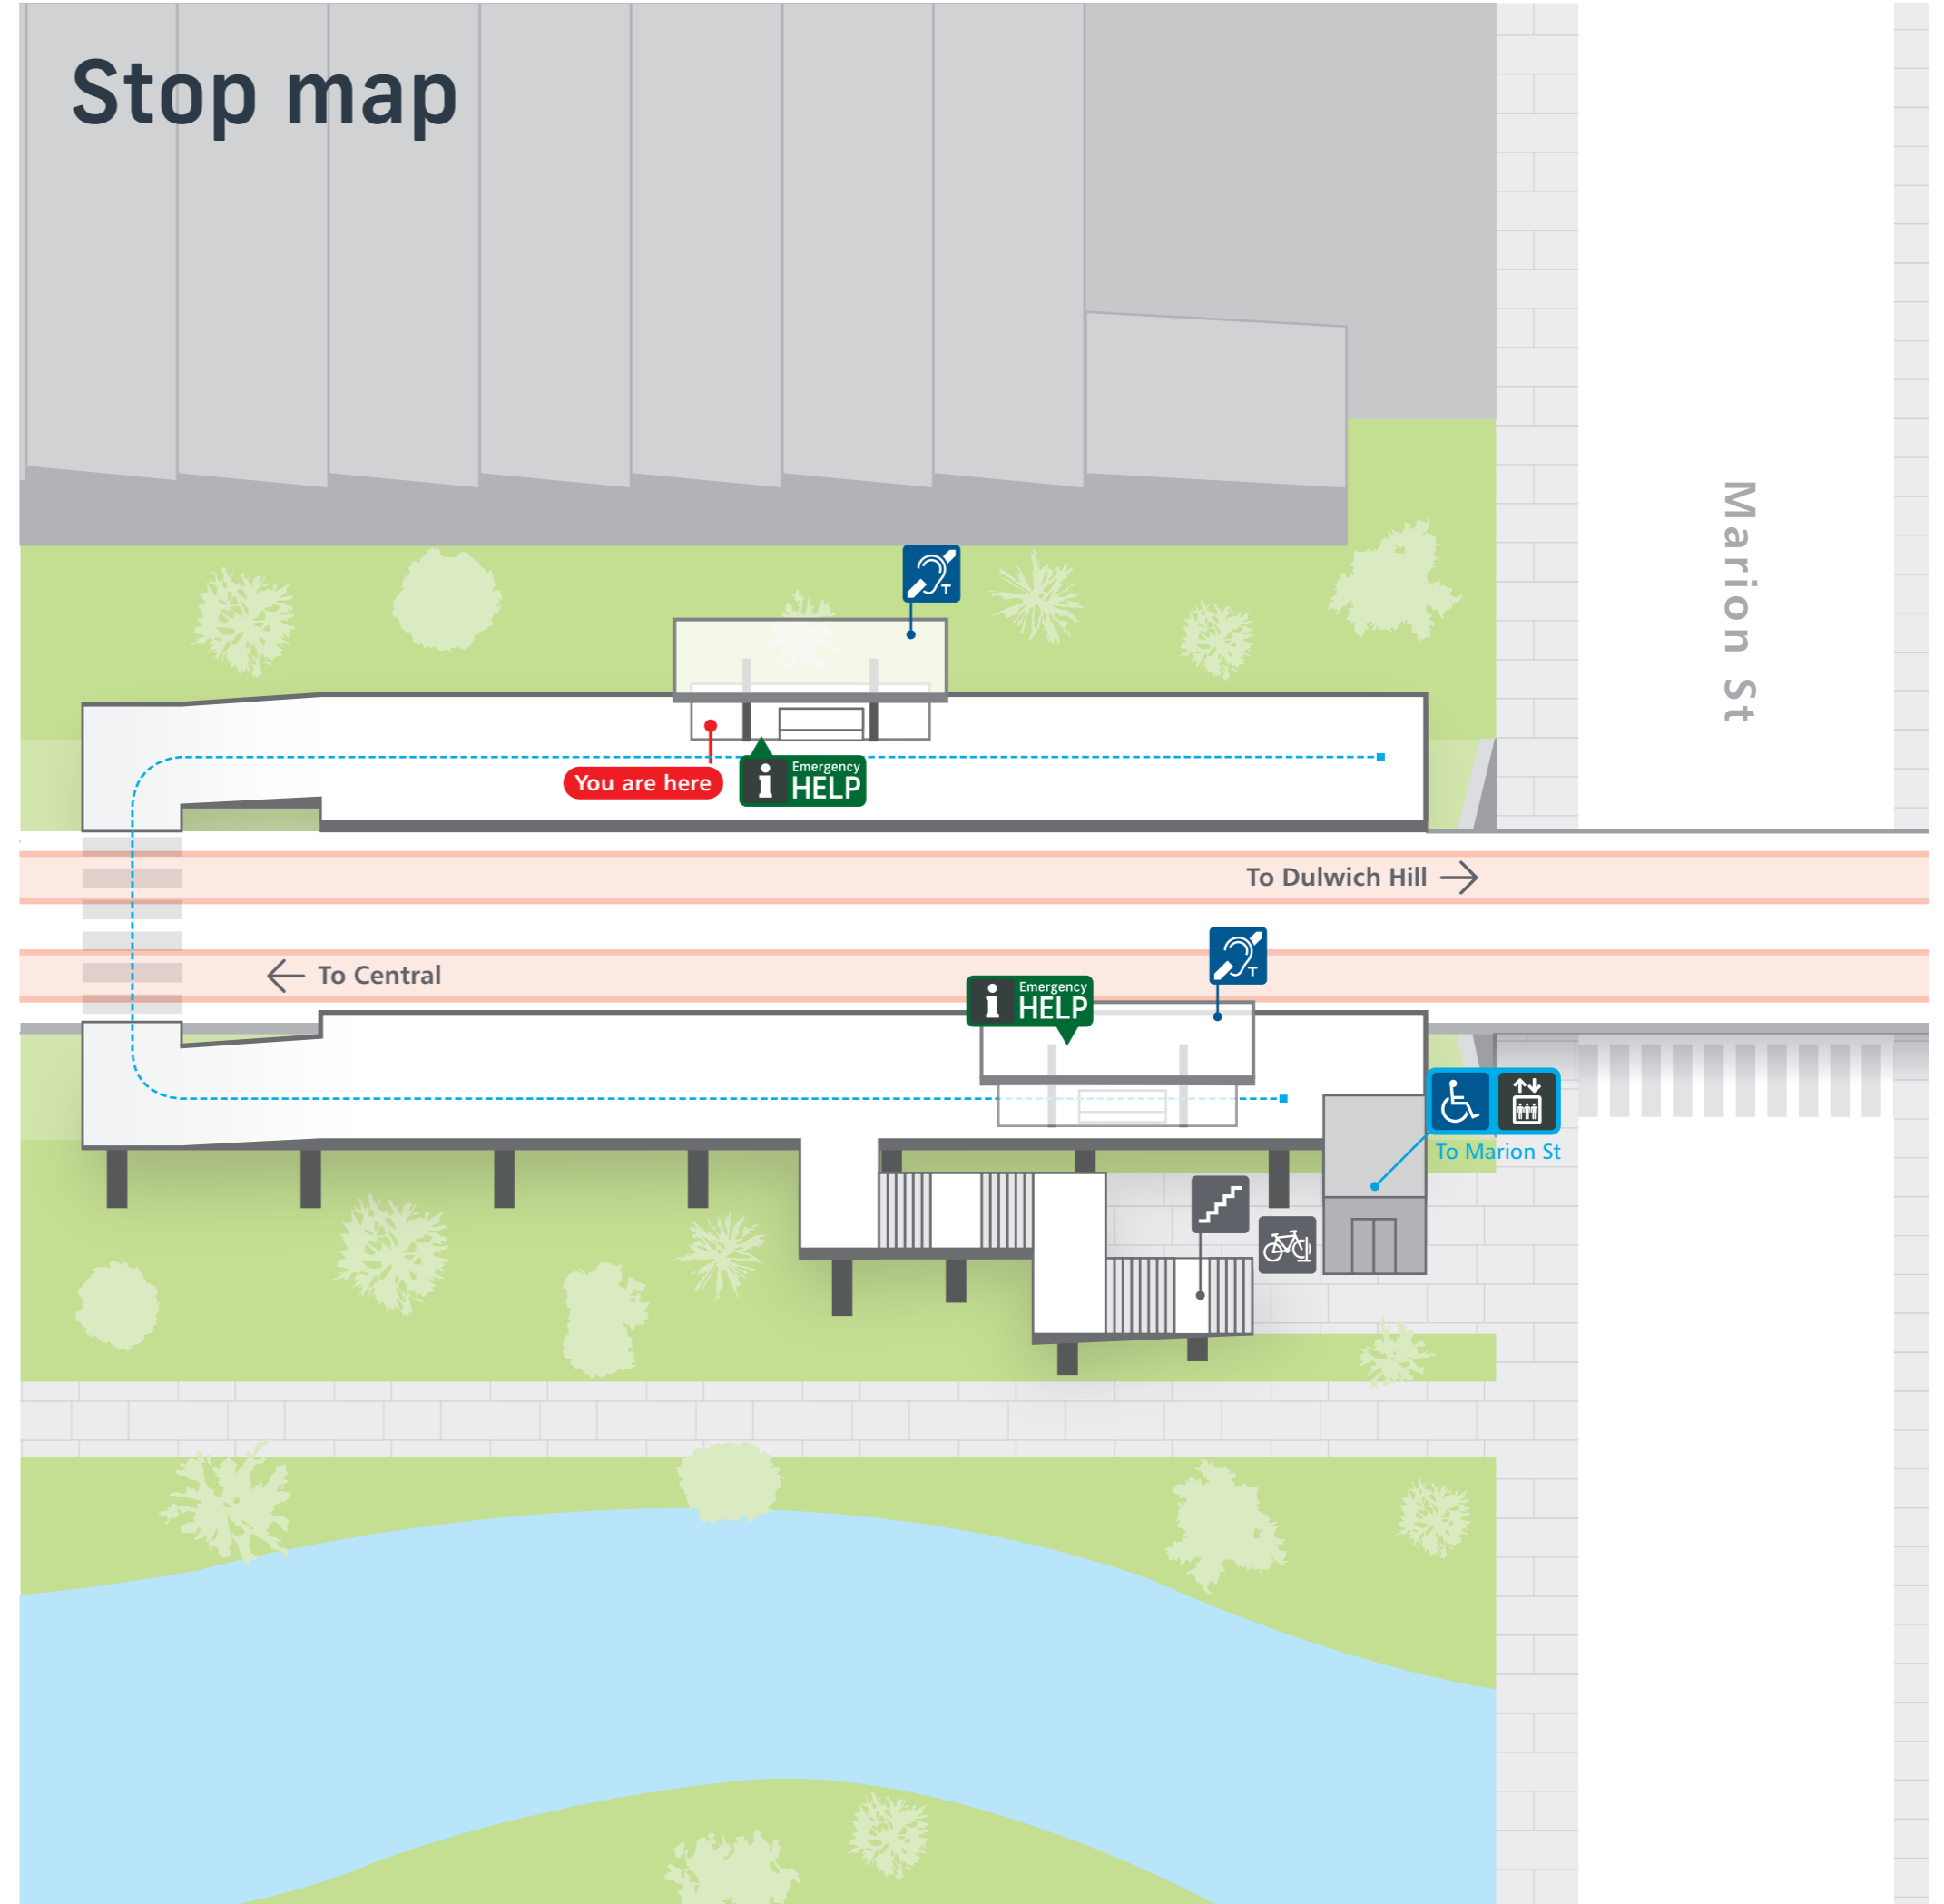 Stop map
Marion St
T
You are here
i Emergency
HELP
To Dulwich Hill
To Central
T
i Emergency
HELP
To Marion St